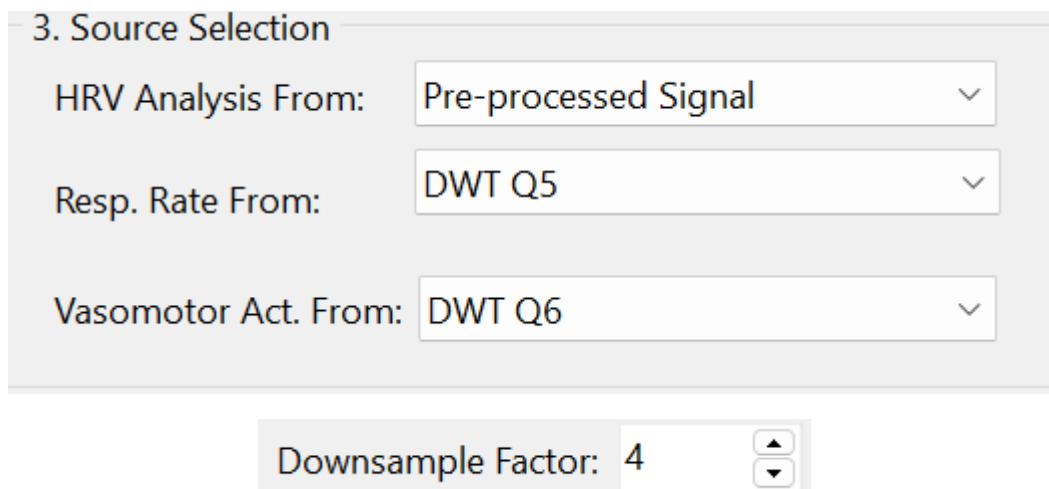 3. Source Selection
HRV Analysis From: Pre-processed Signal
Resp. Rate From: DWT Q5
Vasomotor Act. From: DWT Q6
Downsample Factor: 4